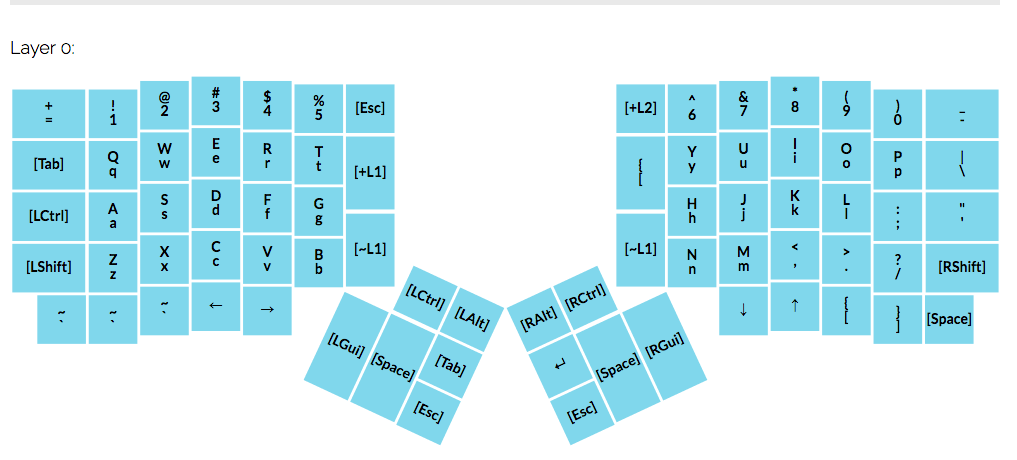 Layer 0:
+ ! @ # $ % [Esc] [+L2] ^ & * ( ) _
= 1 2 3 4 5 6 7 8 9 0 -
[Tab] Q W E R T [+L1] { Y U I O P |
q w e r t [ y u i o p \
[LCtrl] A S D F G H J K L : "
a s d f g h j k l ; '
[LShift] Z X C V B [~L1] [~L1] N M < > ? [RShift]
z x c v b n m , . /
~ ~ ~ ← → ↓ ↑ { } [Space]
` ` ` [ ]
[LCtrl] [LAlt] [RAlt] [RCtrl]
[LGui] [Space] [Tab] ↵ [Space] [RGui]
[Esc] [Esc]